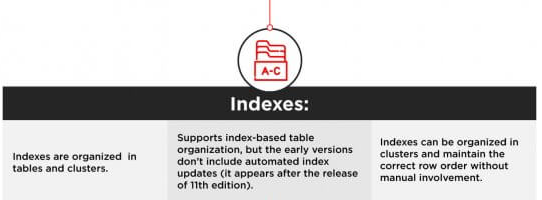 A-C
Indexes:
Indexes are organized in
tables and clusters.
Supports index-based table
organization, but the early versions
don't include automated index
updates (it appears after the release
of 11th edition).
Indexes can be organized in
clusters and maintain the
correct row order without
manual involvement.